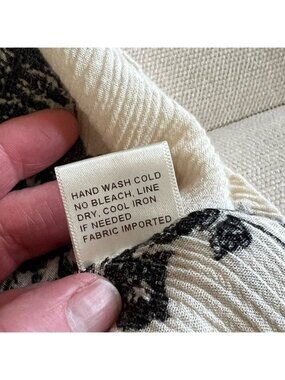 HAND WASH COLD
NO BLEACH, LINE
DRY, COOL IRON
IF NEEDED
FABRIC IMPORTED